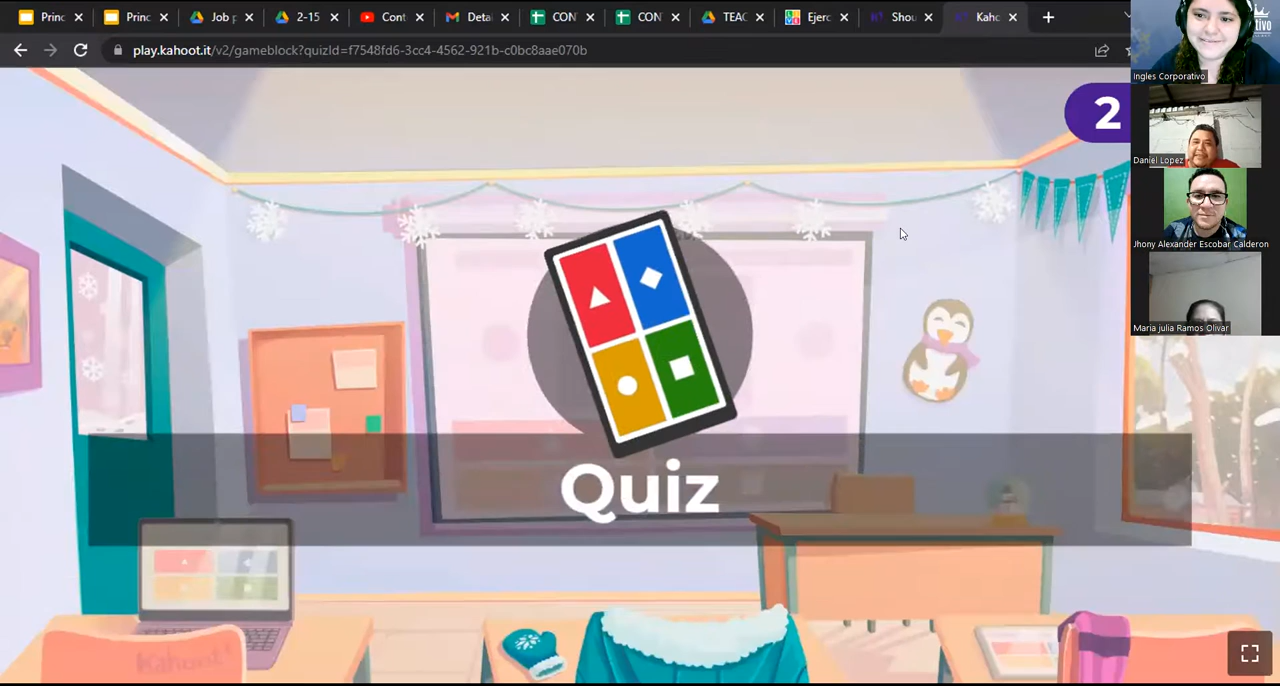 Princ
Princ
Job p
2-15
Cont
Detai
CON
CON
TEAC
Ejerc
Shou
Kaho
play.kahoot.it/v2/gameblock?quizId=f7548fd6-3cc4-4562-921b-c0bc8aae070b
2
Ingles Corporativo
Daniel Lopez
Jhony Alexander Escobar Calderon
Maria julia Ramos Olivar
Quiz
Kahoot!